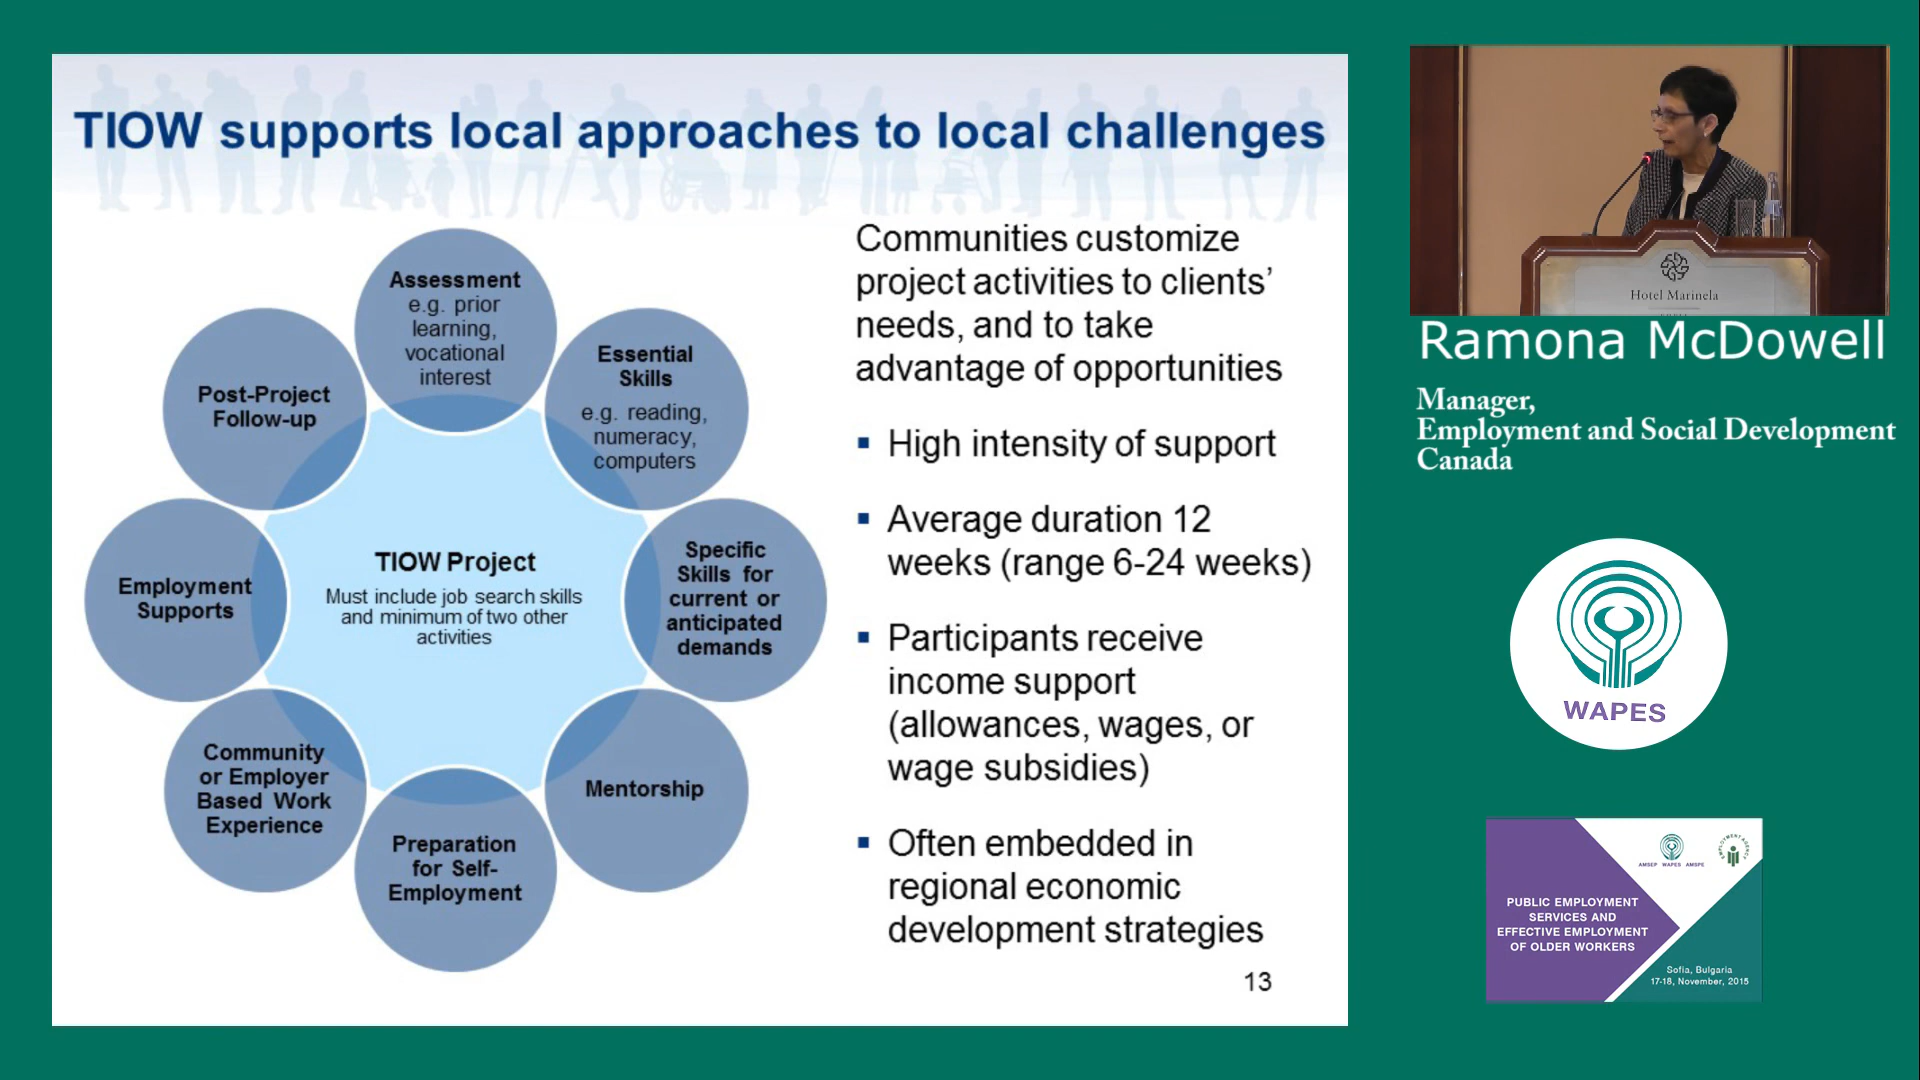 TIOW supports local approaches to local challenges
Assessment
e.g. prior
learning,
vocational
interest
Essential
Skills
e.g. reading,
numeracy,
computers
Specific
Skills for
current or
anticipated
demands
Mentorship
Preparation
for Self-
Employment
Community
or Employer
Based Work
Experience
Employment
Supports
Post-Project
Follow-up
TIOW Project
Must include job search skills
and minimum of two other
activities
Communities customize
project activities to clients’
needs, and to take
advantage of opportunities
▪ High intensity of support
▪ Average duration 12
weeks (range 6-24 weeks)
▪ Participants receive
income support
(allowances, wages, or
wage subsidies)
▪ Often embedded in
regional economic
development strategies
13
Hotel Marinela
Ramona McDowell
Manager,
Employment and Social Development
Canada
WAPES
AMSEP WAPES AMSPE
EMPLOYMENT AGENCY
PUBLIC EMPLOYMENT
SERVICES AND
EFFECTIVE EMPLOYMENT
OF OLDER WORKERS
Sofia, Bulgaria
17-18, November, 2015